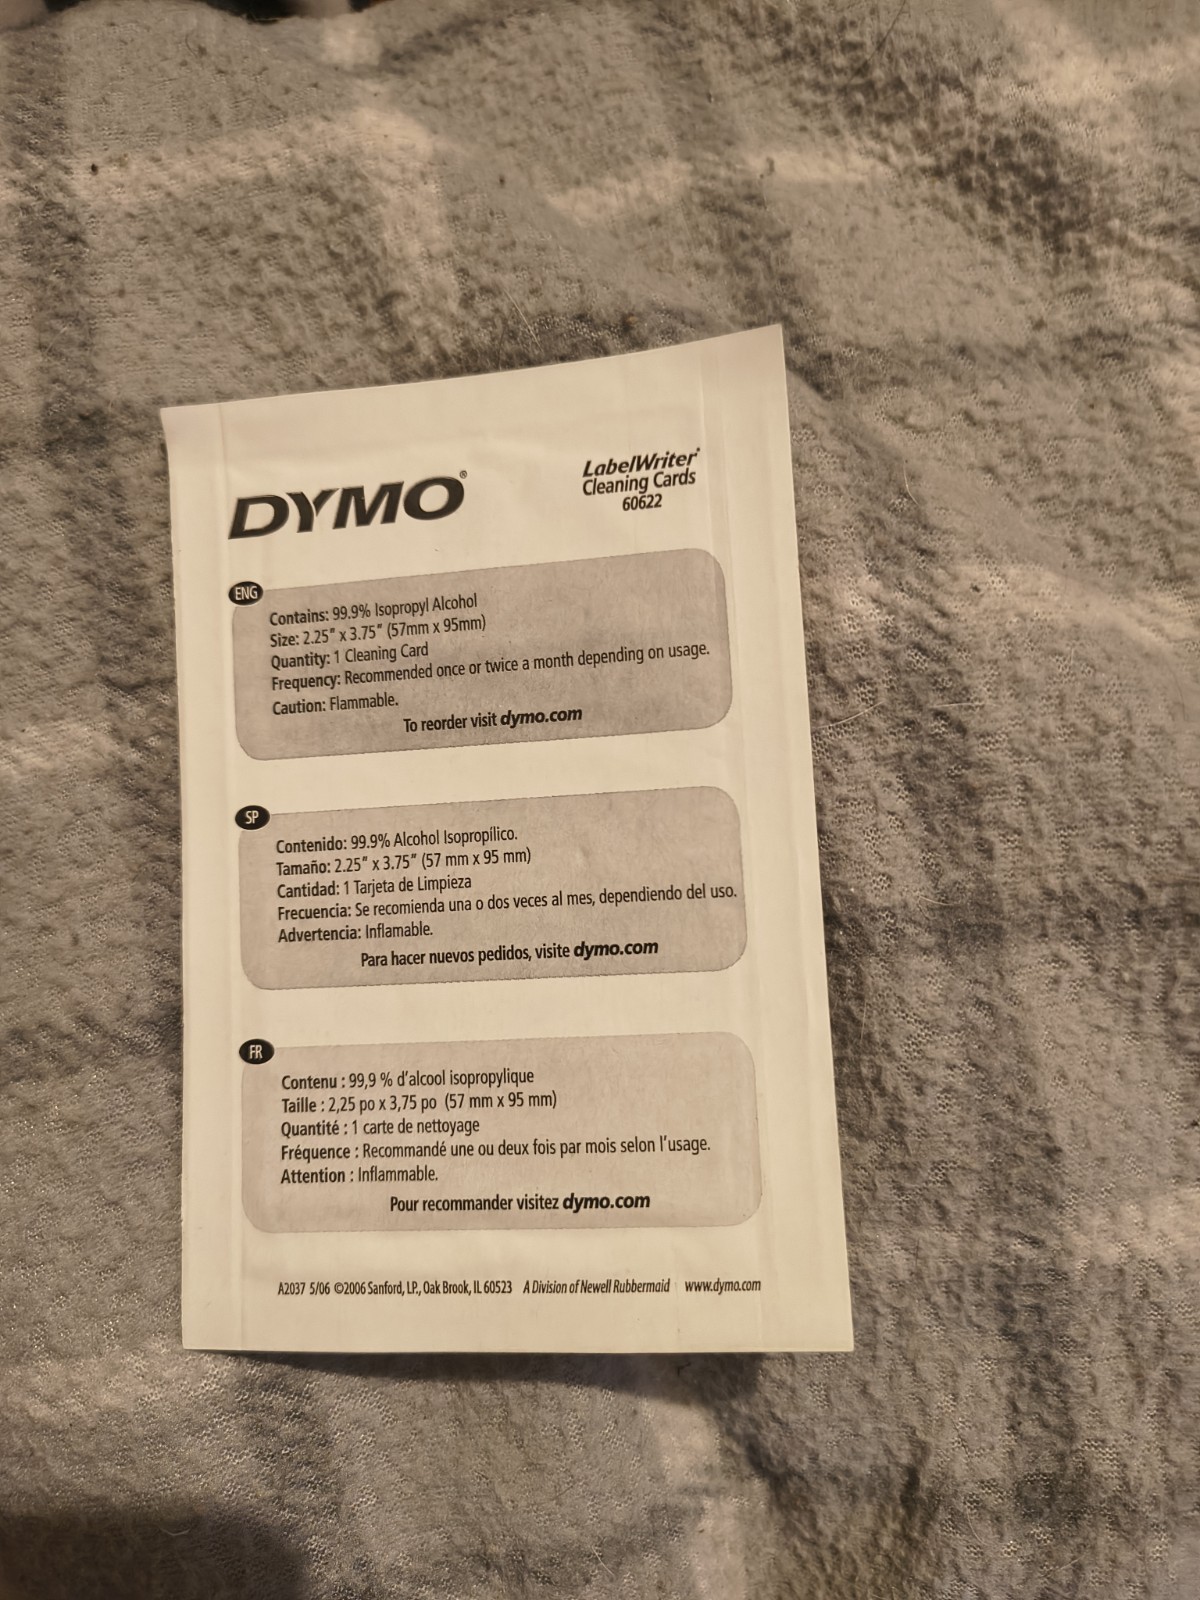 DYMO®
LabelWriter®
Cleaning Cards
60622
ENG
Contains: 99.9% Isopropyl Alcohol
Size: 2.25" x 3.75" (57mm x 95mm)
Quantity: 1 Cleaning Card
Frequency: Recommended once or twice a month depending on usage.
Caution: Flammable.
To reorder visit dymo.com
SP
Contenido: 99.9% Alcohol Isopropílico.
Tamaño: 2.25" x 3.75" (57 mm x 95 mm)
Cantidad: 1 Tarjeta de Limpieza
Frecuencia: Se recomienda una o dos veces al mes, dependiendo del uso.
Advertencia: Inflamable.
Para hacer nuevos pedidos, visite dymo.com
FR
Contenu : 99,9 % d'alcool isopropylique
Taille : 2,25 po x 3,75 po (57 mm x 95 mm)
Quantité : 1 carte de nettoyage
Fréquence : Recommandé une ou deux fois par mois selon l'usage.
Attention : Inflammable.
Pour recommander visitez dymo.com
A2037 5/06 ©2006 Sanford, L.P., Oak Brook, IL 60523 A Division of Newell Rubbermaid www.dymo.com